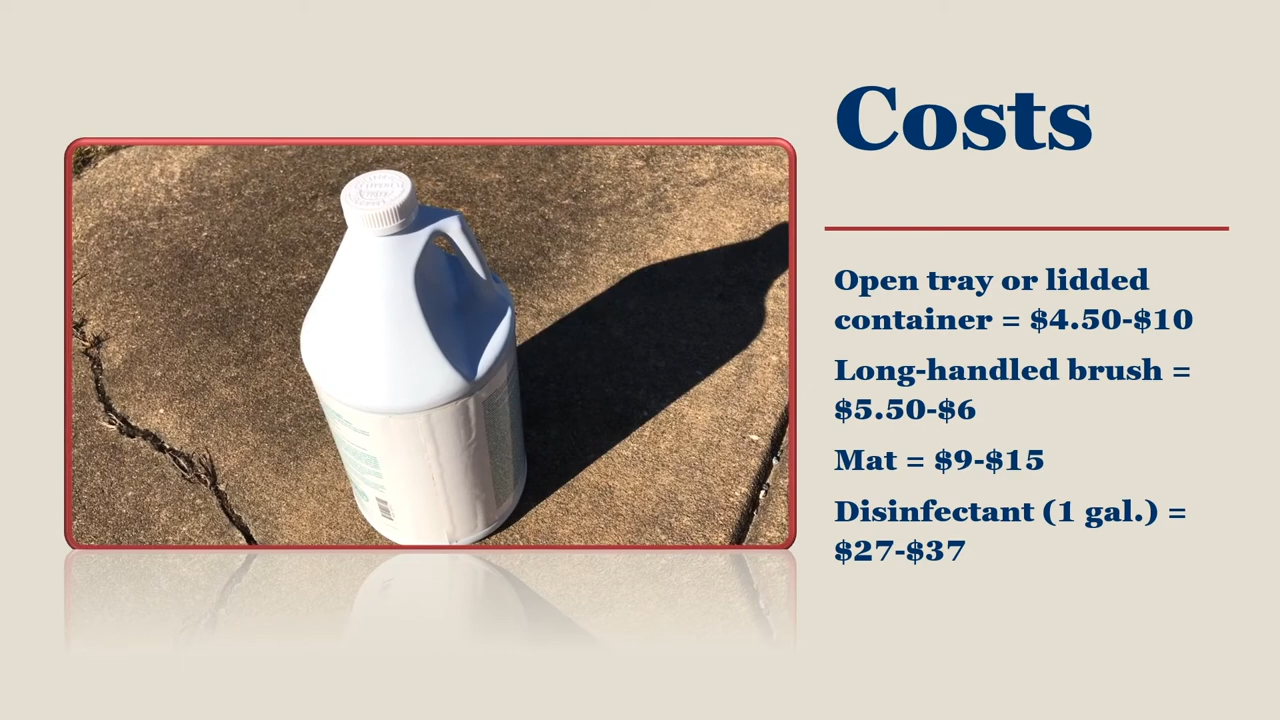 Costs
Open tray or lidded
container = $4.50-$10
Long-handled brush =
$5.50-$6
Mat = $9-$15
Disinfectant (1 gal.) =
$27-$37